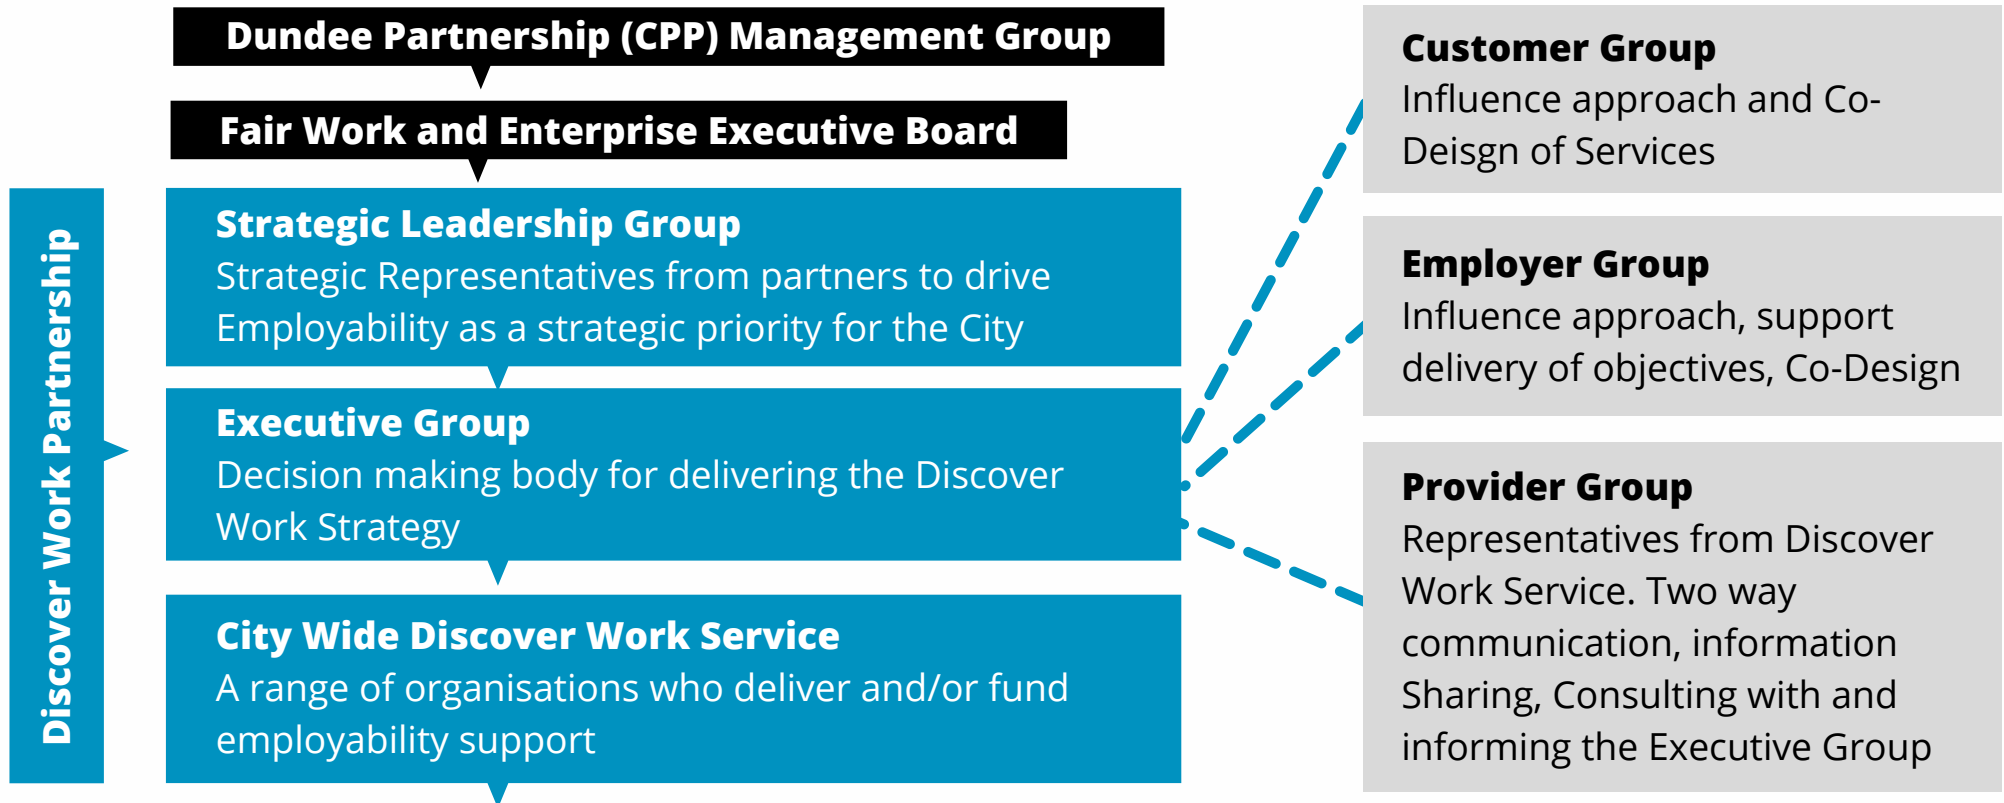 Dundee Partnership (CPP) Management Group
Fair Work and Enterprise Executive Board
Discover Work Partnership
Strategic Leadership Group
Strategic Representatives from partners to drive
Employability as a strategic priority for the City
Executive Group
Decision making body for delivering the Discover
Work Strategy
City Wide Discover Work Service
A range of organisations who deliver and/or fund
employability support
Customer Group
Influence approach and Co-
Deisgn of Services
Employer Group
Influence approach, support
delivery of objectives, Co-Design
Provider Group
Representatives from Discover
Work Service. Two way
communication, information
Sharing, Consulting with and
informing the Executive Group